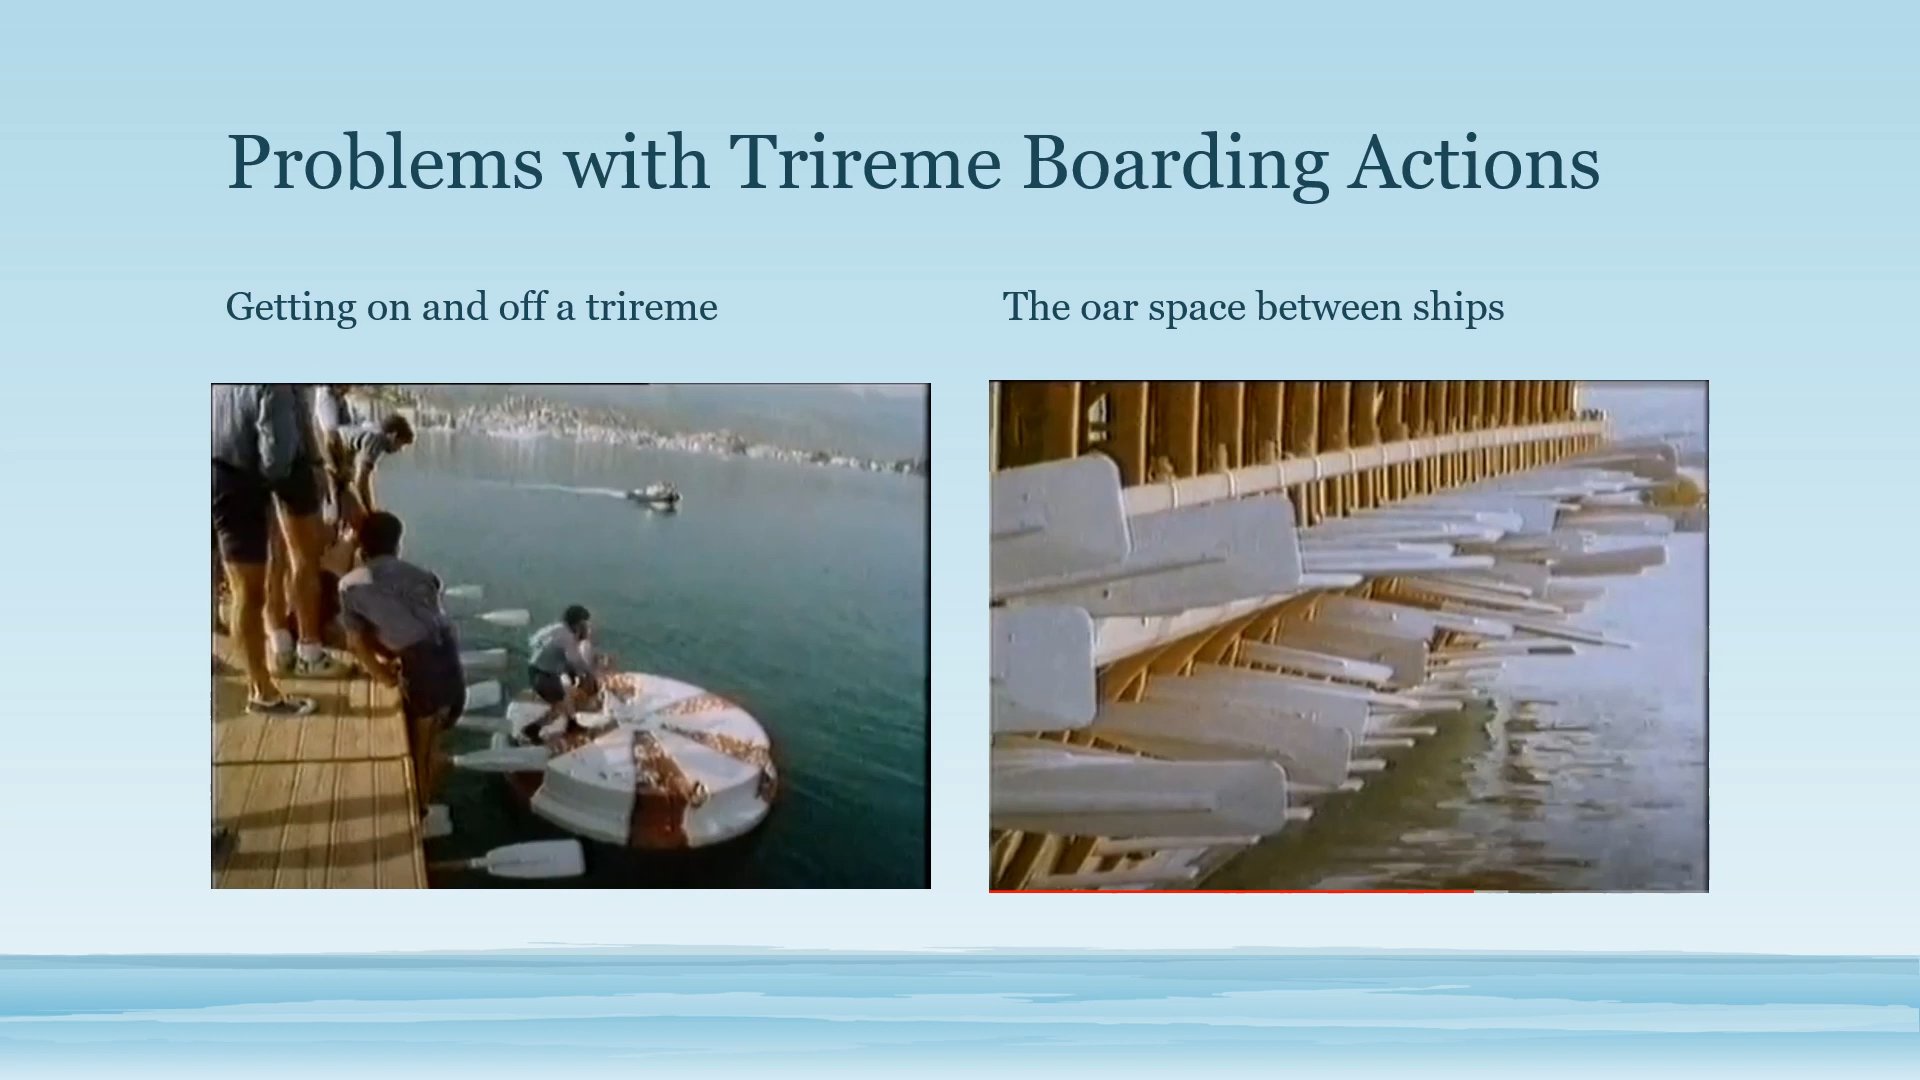 Problems with Trireme Boarding Actions
Getting on and off a trireme
The oar space between ships